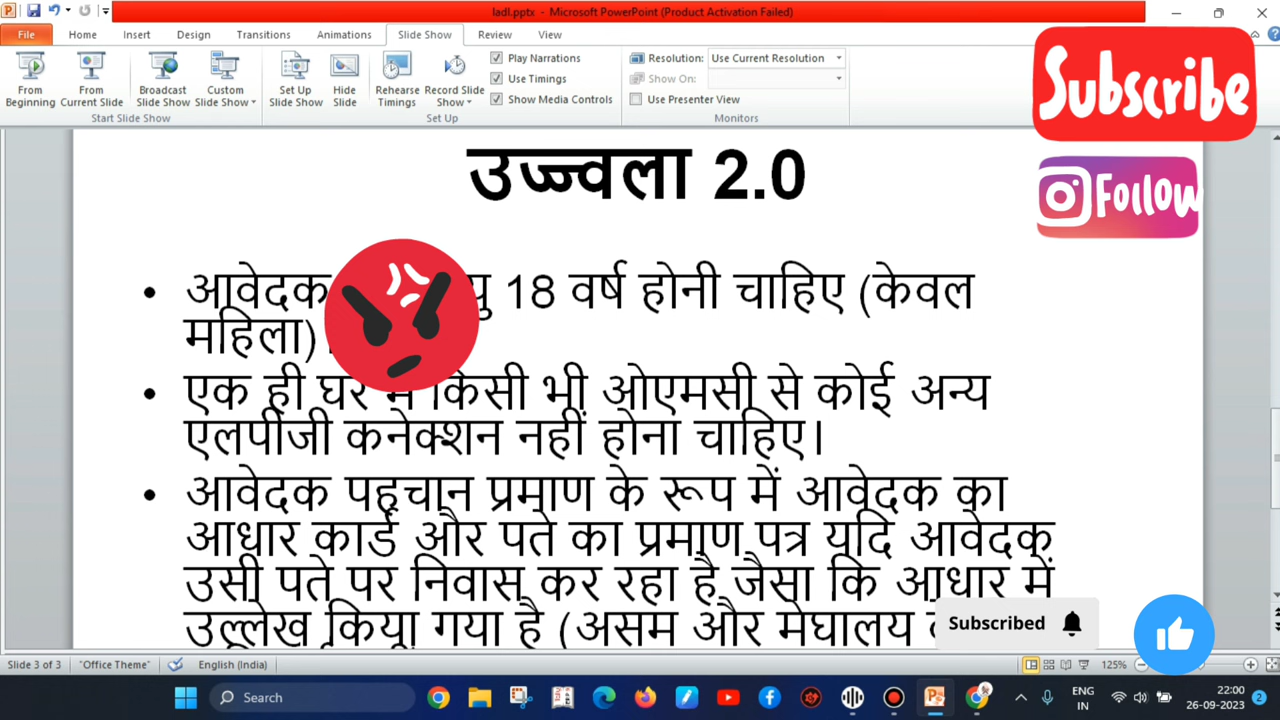 ladl.pptx - Microsoft PowerPoint (Product Activation Failed)
File Home Insert Design Transitions Animations Slide Show Review View
From Beginning
From Current Slide
Broadcast Slide Show
Custom Slide Show
Set Up Slide Show
Hide Slide
Rehearse Timings
Record Slide Show
Play Narrations
Use Timings
Show Media Controls
Resolution: Use Current Resolution
Show On:
Use Presenter View
Start Slide Show Set Up Monitors
Subscribe
Follow
उज्ज्वला 2.0
• आवेदक 18 वर्ष होनी चाहिए (केवल
महिला)
• एक ही घर में किसी भी ओएमसी से कोई अन्य
एलपीजी कनेक्शन नहीं होना चाहिए।
• आवेदक पहचान प्रमाण के रूप में आवेदक का
आधार कार्ड और पते का प्रमाण पत्र यदि आवेदक
उसी पते पर निवास कर रहा है जैसा कि आधार में
उल्लेख किया गया है (असम और मेघालय
Subscribed
Slide 3 of 3 "Office Theme" English (India) 125%
Search
ENG
IN
22:00
26-09-2023
2